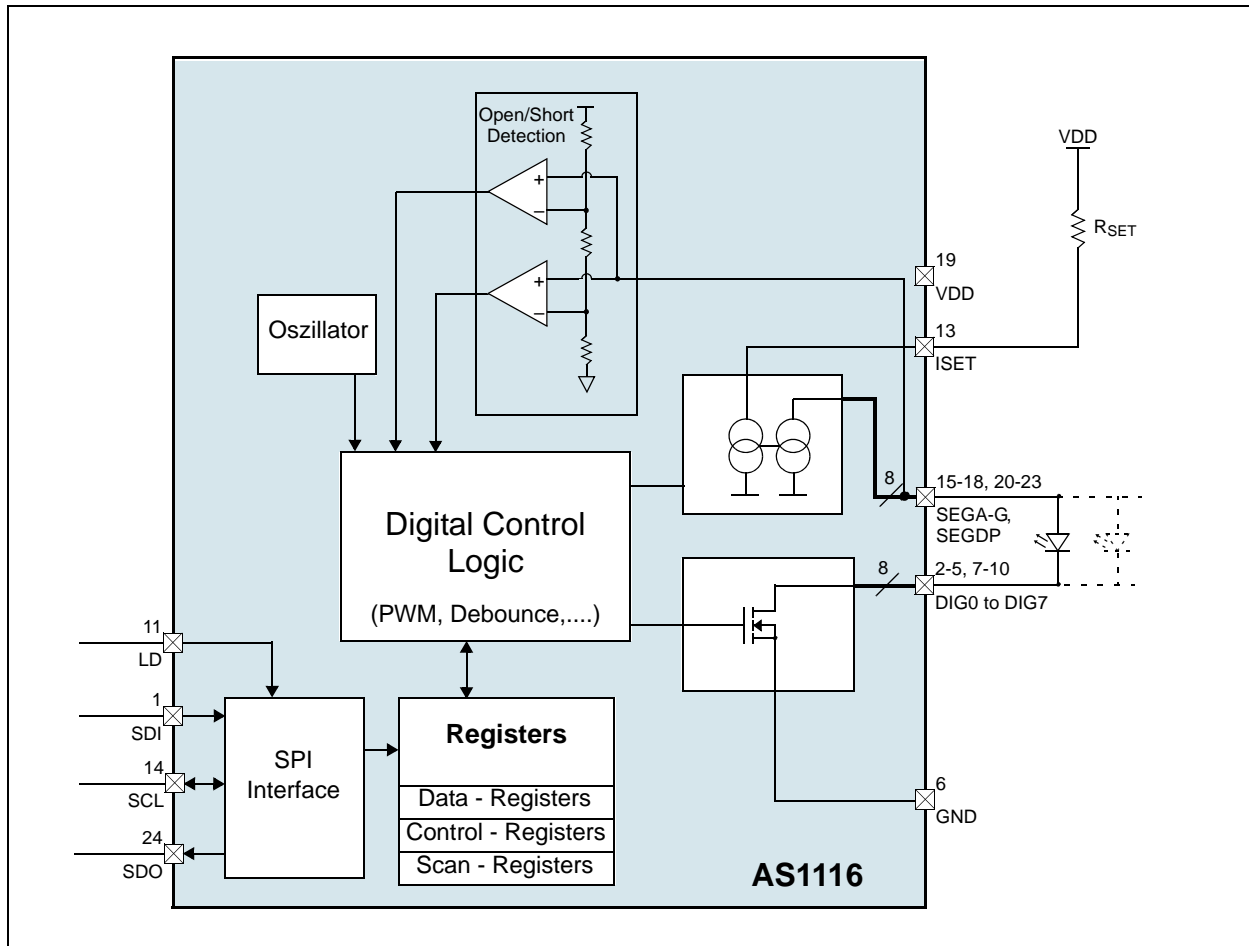 Open/Short
Detection
+
–
+
–
VDD
RSET
19
VDD
13
ISET
Oszillator
Digital Control
Logic
(PWM, Debounce,....)
8
15-18, 20-23
SEGA-G,
SEGDP
8
2-5, 7-10
DIG0 to DIG7
11
LD
1
SDI
14
SCL
24
SDO
SPI
Interface
Registers
Data - Registers
Control - Registers
Scan - Registers
6
GND
AS1116